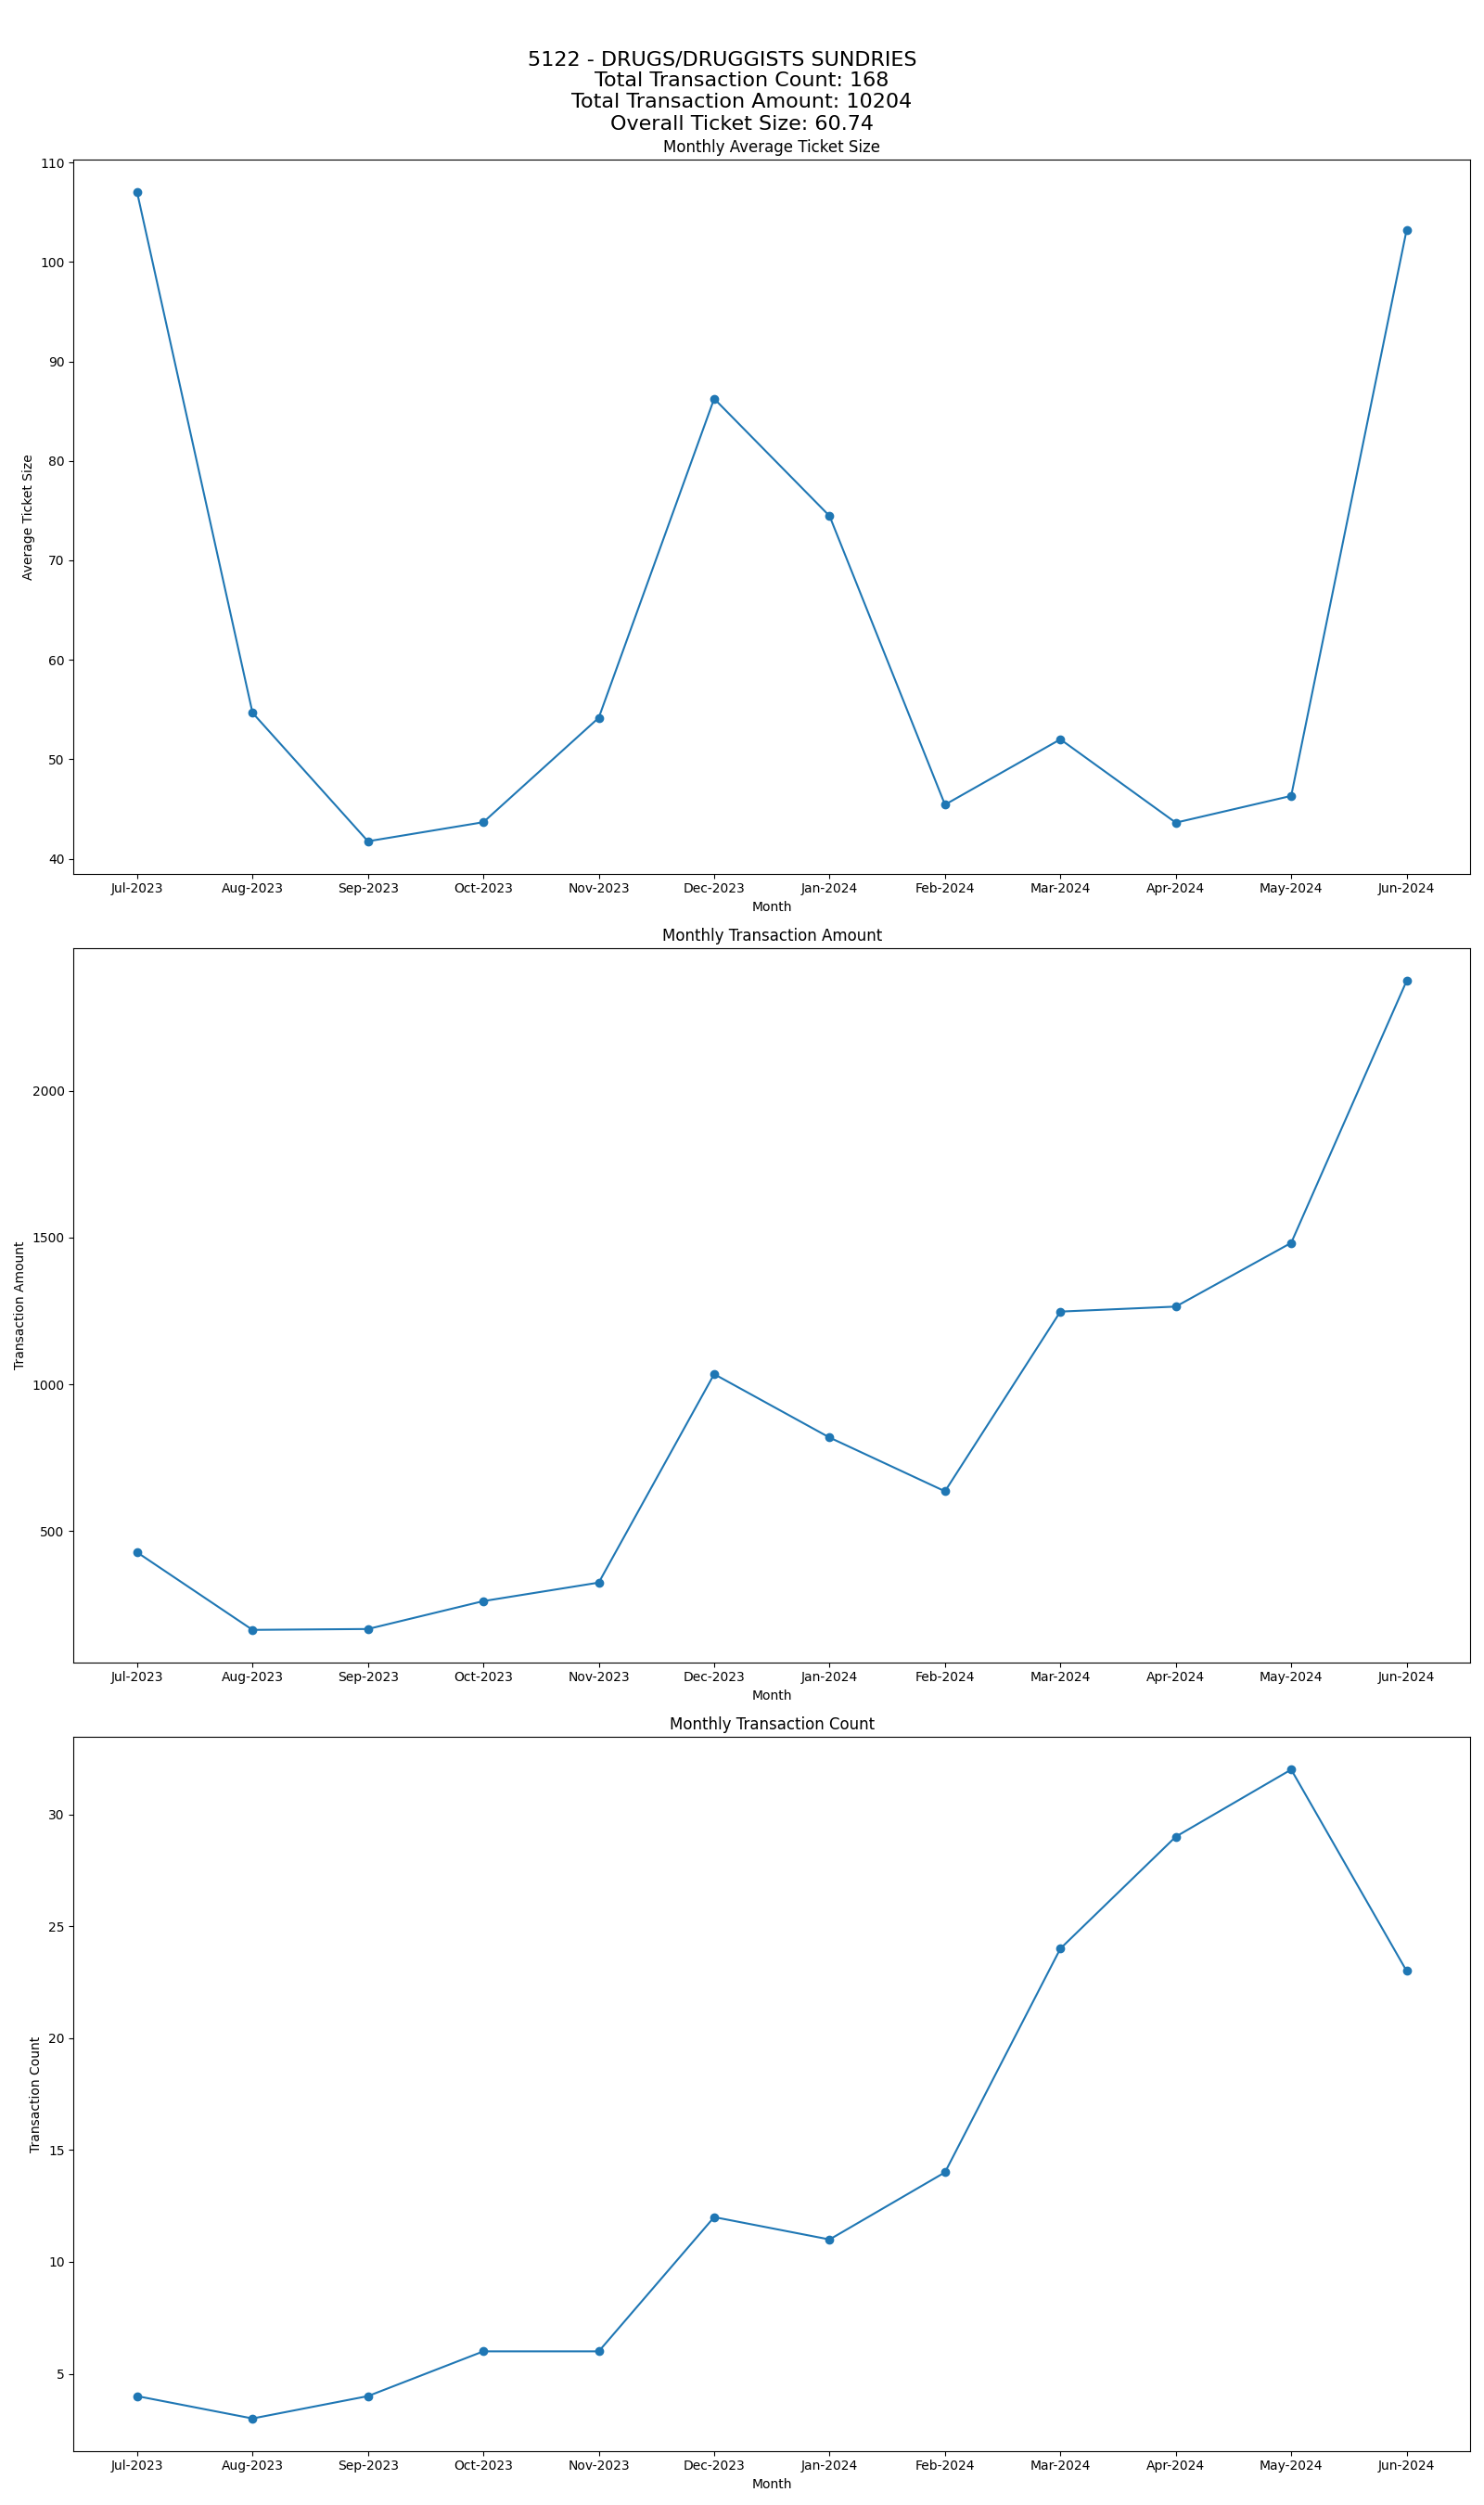 5122 - DRUGS/DRUGGISTS SUNDRIES
Total Transaction Count: 168
Total Transaction Amount: 10204
Overall Ticket Size: 60.74
Monthly Average Ticket Size
110
100
90
80
70
60
50
40
Average Ticket Size
Jul-2023 Aug-2023 Sep-2023 Oct-2023 Nov-2023 Dec-2023 Jan-2024 Feb-2024 Mar-2024 Apr-2024 May-2024 Jun-2024
Month
Monthly Transaction Amount
2000
1500
1000
500
Transaction Amount
Jul-2023 Aug-2023 Sep-2023 Oct-2023 Nov-2023 Dec-2023 Jan-2024 Feb-2024 Mar-2024 Apr-2024 May-2024 Jun-2024
Month
Monthly Transaction Count
30
25
20
15
10
5
Transaction Count
Jul-2023 Aug-2023 Sep-2023 Oct-2023 Nov-2023 Dec-2023 Jan-2024 Feb-2024 Mar-2024 Apr-2024 May-2024 Jun-2024
Month